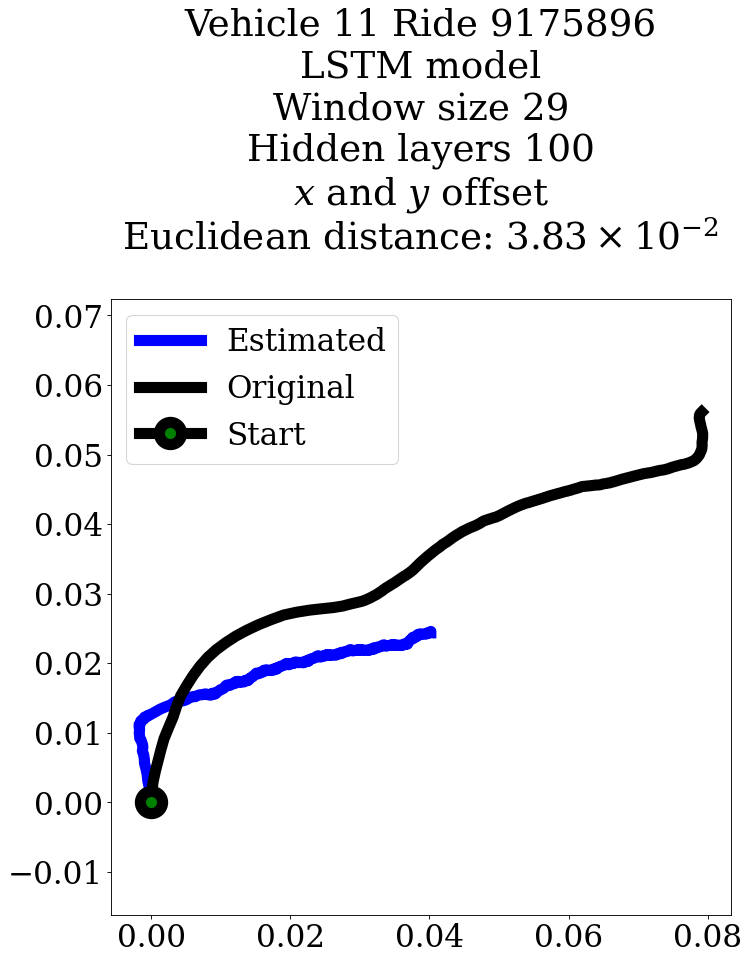 Vehicle 11 Ride 9175896
LSTM model
Window size 29
Hidden layers 100
x and y offset
Euclidean distance: 3.83 × 10⁻²
0.07
0.06
0.05
0.04
0.03
0.02
0.01
0.00
−0.01
Estimated
Original
Start
0.00 0.02 0.04 0.06 0.08